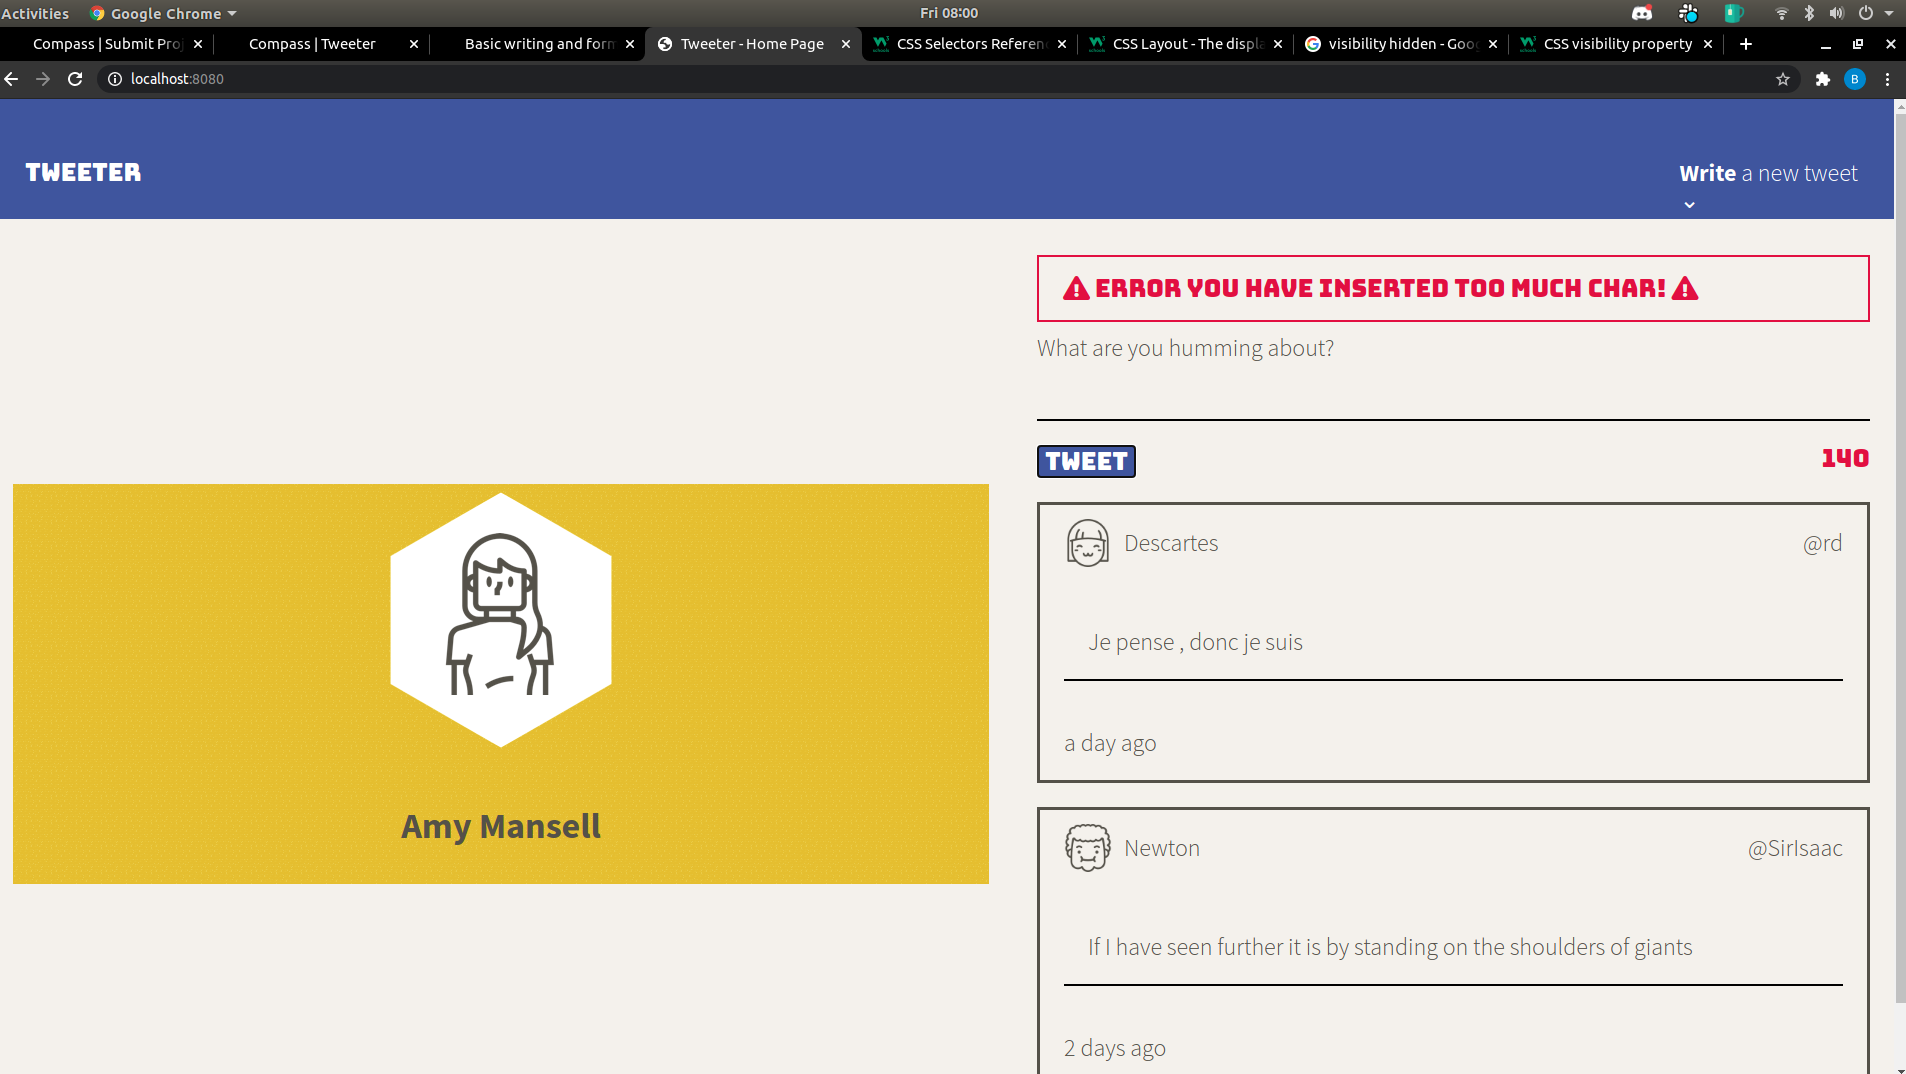 Activities Google Chrome Fri 08:00
Compass | Submit Proj Compass | Tweeter Basic writing and form Tweeter - Home Page CSS Selectors Referen CSS Layout - The displa visibility hidden - Goog CSS visibility property
localhost:8080 B
TWEETER
Write a new tweet
ERROR YOU HAVE INSERTED TOO MUCH CHAR!
What are you humming about?
TWEET 140
Amy Mansell
Descartes @rd
Je pense , donc je suis
a day ago
Newton @SirIsaac
If I have seen further it is by standing on the shoulders of giants
2 days ago